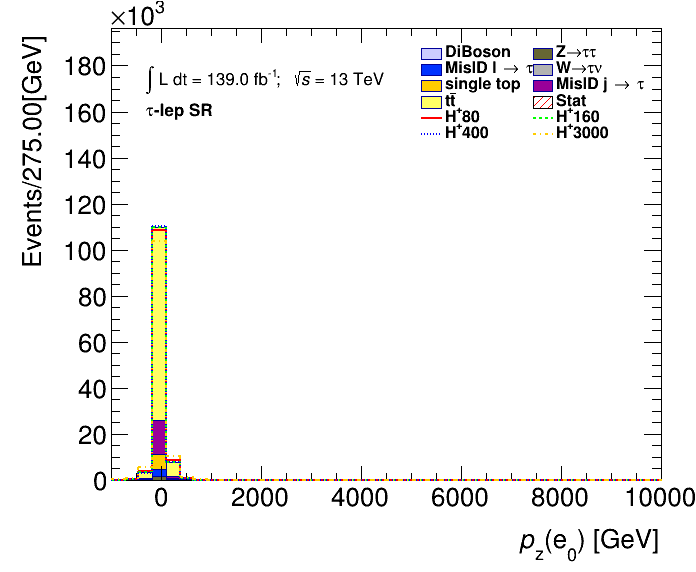 ×10³
Events/275.00[GeV]
180
160
140
120
100
80
60
40
20
0
∫ L dt = 139.0 fb⁻¹; √s = 13 TeV
τ-lep SR
DiBoson Z→ττ
MisID l → τ W→τν
single top MisID j → τ
tt̄ Stat
H⁺80 H⁺160
H⁺400 H⁺3000
0 2000 4000 6000 8000 10000
p_z(e_0) [GeV]